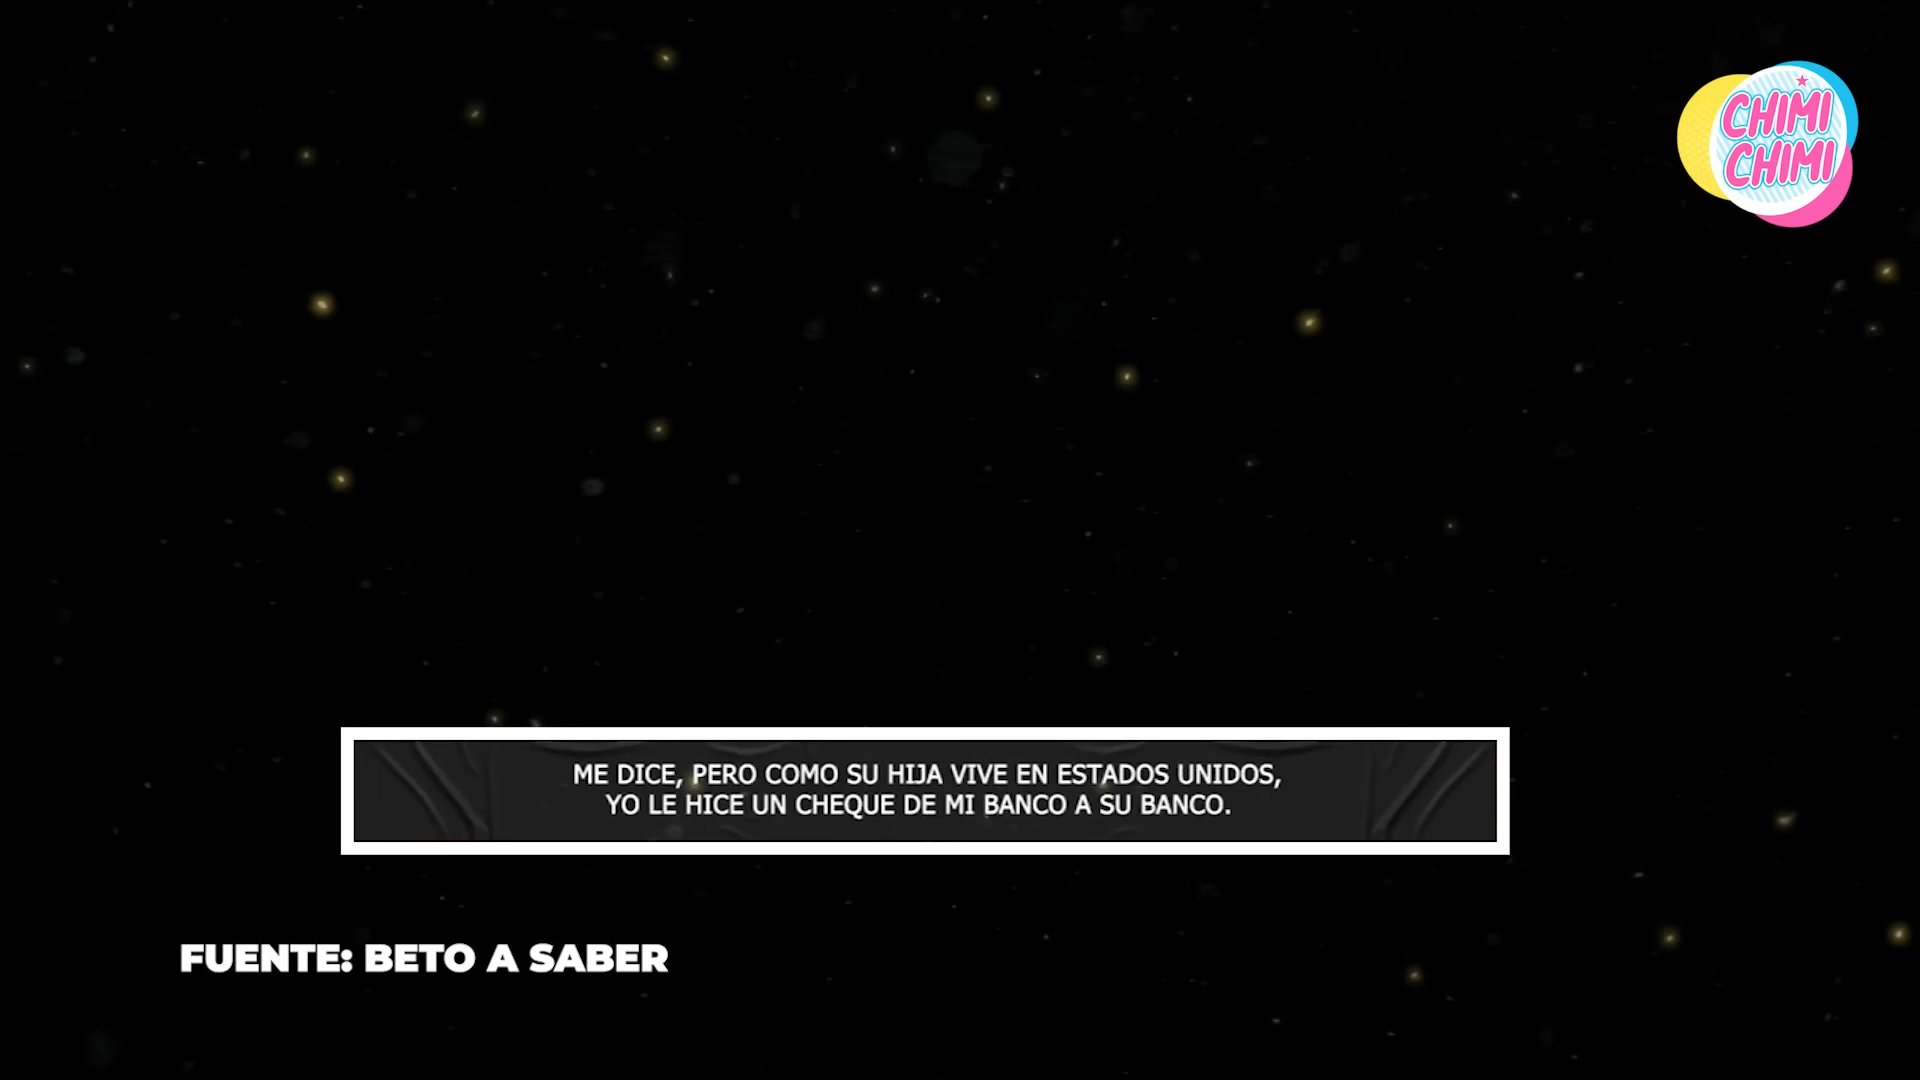 CHIMI
CHIMI
ME DICE, PERO COMO SU HIJA VIVE EN ESTADOS UNIDOS,
YO LE HICE UN CHEQUE DE MI BANCO A SU BANCO.
FUENTE: BETO A SABER